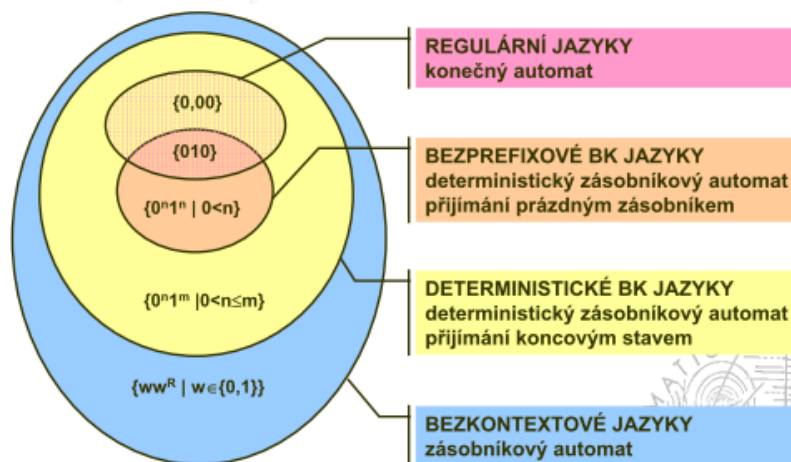 REGULÁRNÍ JAZYKY
konečný automat
{0,00}
{010}
BEZPREFIXOVÉ BK JAZYKY
deterministický zásobníkový automat
přijímání prázdným zásobníkem
{0ⁿ1ⁿ | 0<n}
DETERMINISTICKÉ BK JAZYKY
deterministický zásobníkový automat
přijímání koncovým stavem
{0ⁿ1ᵐ |0<n≤m}
{wwᴿ | w∈{0,1}}
BEZKONTEXTOVÉ JAZYKY
zásobníkový automat